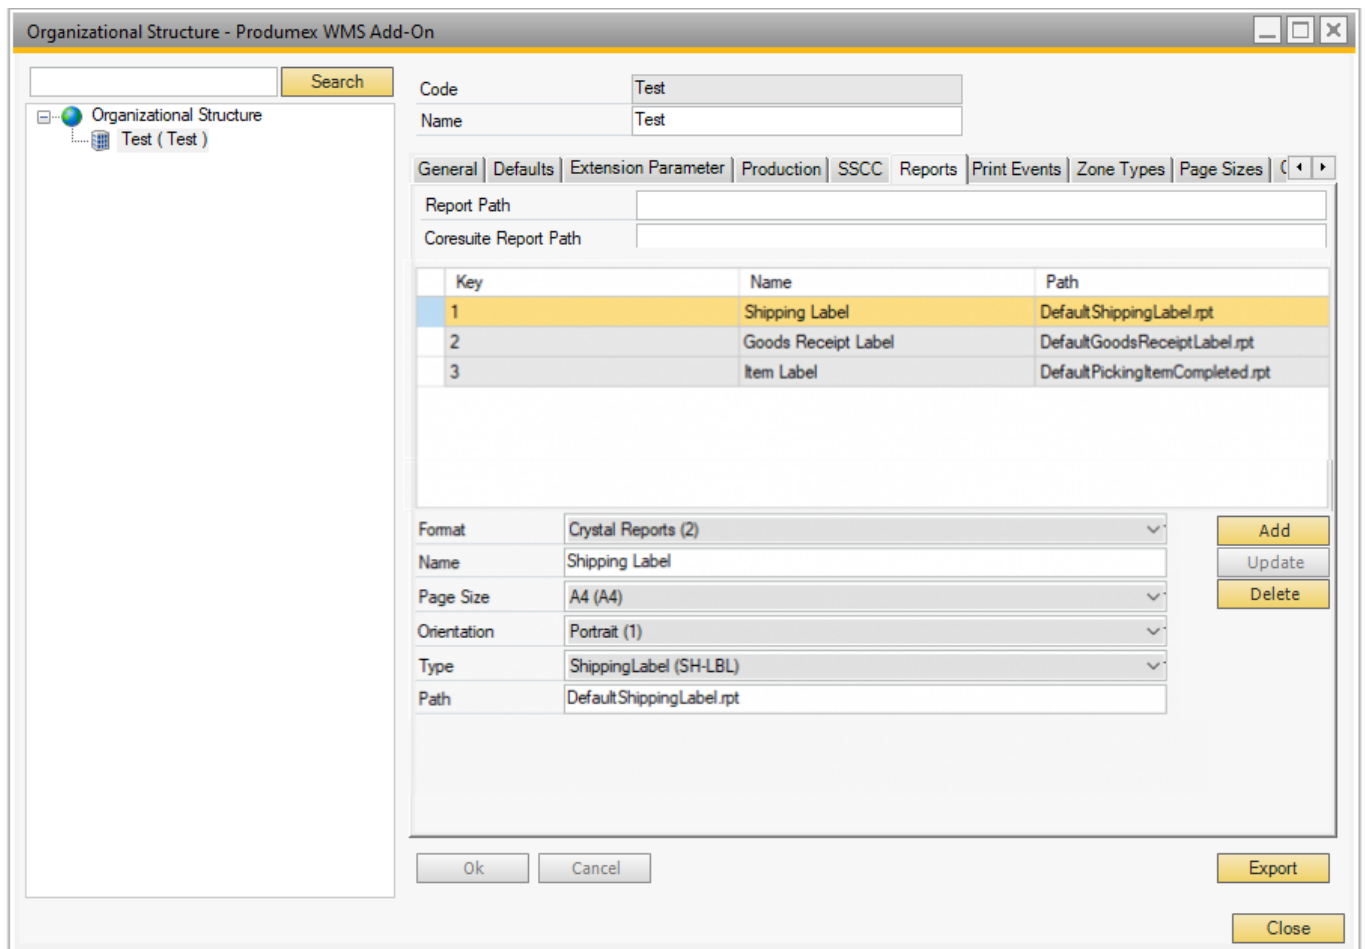 Organizational Structure - Produmex WMS Add-On
Search
Organizational Structure
Test ( Test )
Code Test
Name Test
General Defaults Extension Parameter Production SSCC Reports Print Events Zone Types Page Sizes
Report Path
Coresuite Report Path
Key Name Path
1 Shipping Label DefaultShippingLabel.rpt
2 Goods Receipt Label DefaultGoodsReceiptLabel.rpt
3 Item Label DefaultPickingItemCompleted.rpt
Format Crystal Reports (2) Add
Name Shipping Label Update
Page Size A4 (A4) Delete
Orientation Portrait (1)
Type ShippingLabel (SH-LBL)
Path DefaultShippingLabel.rpt
Ok Cancel Export
Close